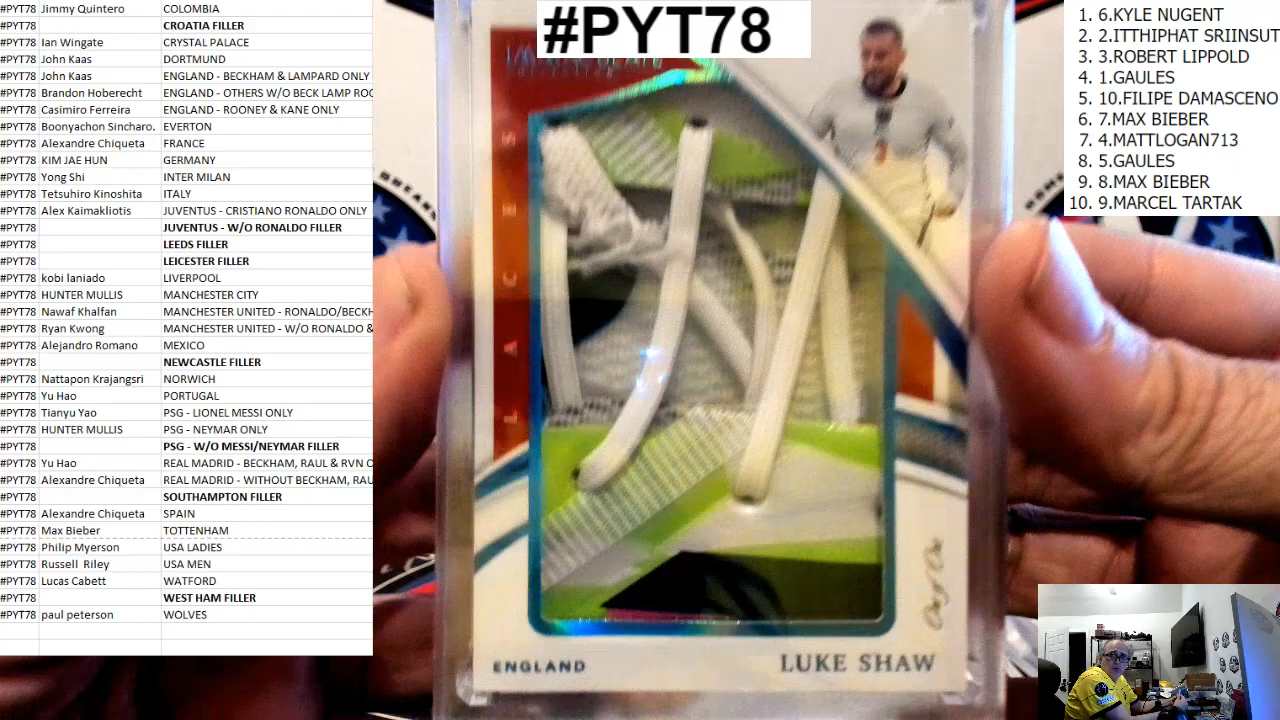 #PYT78 Jimmy Quintero COLOMBIA
#PYT78 CROATIA FILLER
#PYT78 Ian Wingate CRYSTAL PALACE
#PYT78 John Kaas DORTMUND
#PYT78 John Kaas ENGLAND - BECKHAM & LAMPARD ONLY
#PYT78 Brandon Hoberecht ENGLAND - OTHERS W/O BECK LAMP ROO
#PYT78 Casimiro Ferreira ENGLAND - ROONEY & KANE ONLY
#PYT78 Boonyachon Sincharo. EVERTON
#PYT78 Alexandre Chiqueta FRANCE
#PYT78 KIM JAE HUN GERMANY
#PYT78 Yong Shi INTER MILAN
#PYT78 Tetsuhiro Kinoshita ITALY
#PYT78 Alex Kaimakliotis JUVENTUS - CRISTIANO RONALDO ONLY
#PYT78 JUVENTUS - W/O RONALDO FILLER
#PYT78 LEEDS FILLER
#PYT78 LEICESTER FILLER
#PYT78 kobi laniado LIVERPOOL
#PYT78 HUNTER MULLIS MANCHESTER CITY
#PYT78 Nawaf Khalfan MANCHESTER UNITED - RONALDO/BECKH
#PYT78 Ryan Kwong MANCHESTER UNITED - W/O RONALDO &
#PYT78 Alejandro Romano MEXICO
#PYT78 NEWCASTLE FILLER
#PYT78 Nattapon Krajangsri NORWICH
#PYT78 Yu Hao PORTUGAL
#PYT78 Tianyu Yao PSG - LIONEL MESSI ONLY
#PYT78 HUNTER MULLIS PSG - NEYMAR ONLY
#PYT78 PSG - W/O MESSI/NEYMAR FILLER
#PYT78 Yu Hao REAL MADRID - BECKHAM, RAUL & RVN O
#PYT78 Alexandre Chiqueta REAL MADRID - WITHOUT BECKHAM, RAU
#PYT78 SOUTHAMPTON FILLER
#PYT78 Alexandre Chiqueta SPAIN
#PYT78 Max Bieber TOTTENHAM
#PYT78 Philip Myerson USA LADIES
#PYT78 Russell Riley USA MEN
#PYT78 Lucas Cabett WATFORD
#PYT78 WEST HAM FILLER
#PYT78 paul peterson WOLVES
#PYT78
LACES
One of One
ENGLAND
LUKE SHAW
1. 6.KYLE NUGENT
2. 2.ITTHIPHAT SRIINSUT
3. 3.ROBERT LIPPOLD
4. 1.GAULES
5. 10.FILIPE DAMASCENO
6. 7.MAX BIEBER
7. 4.MATTLOGAN713
8. 5.GAULES
9. 8.MAX BIEBER
10. 9.MARCEL TARTAK